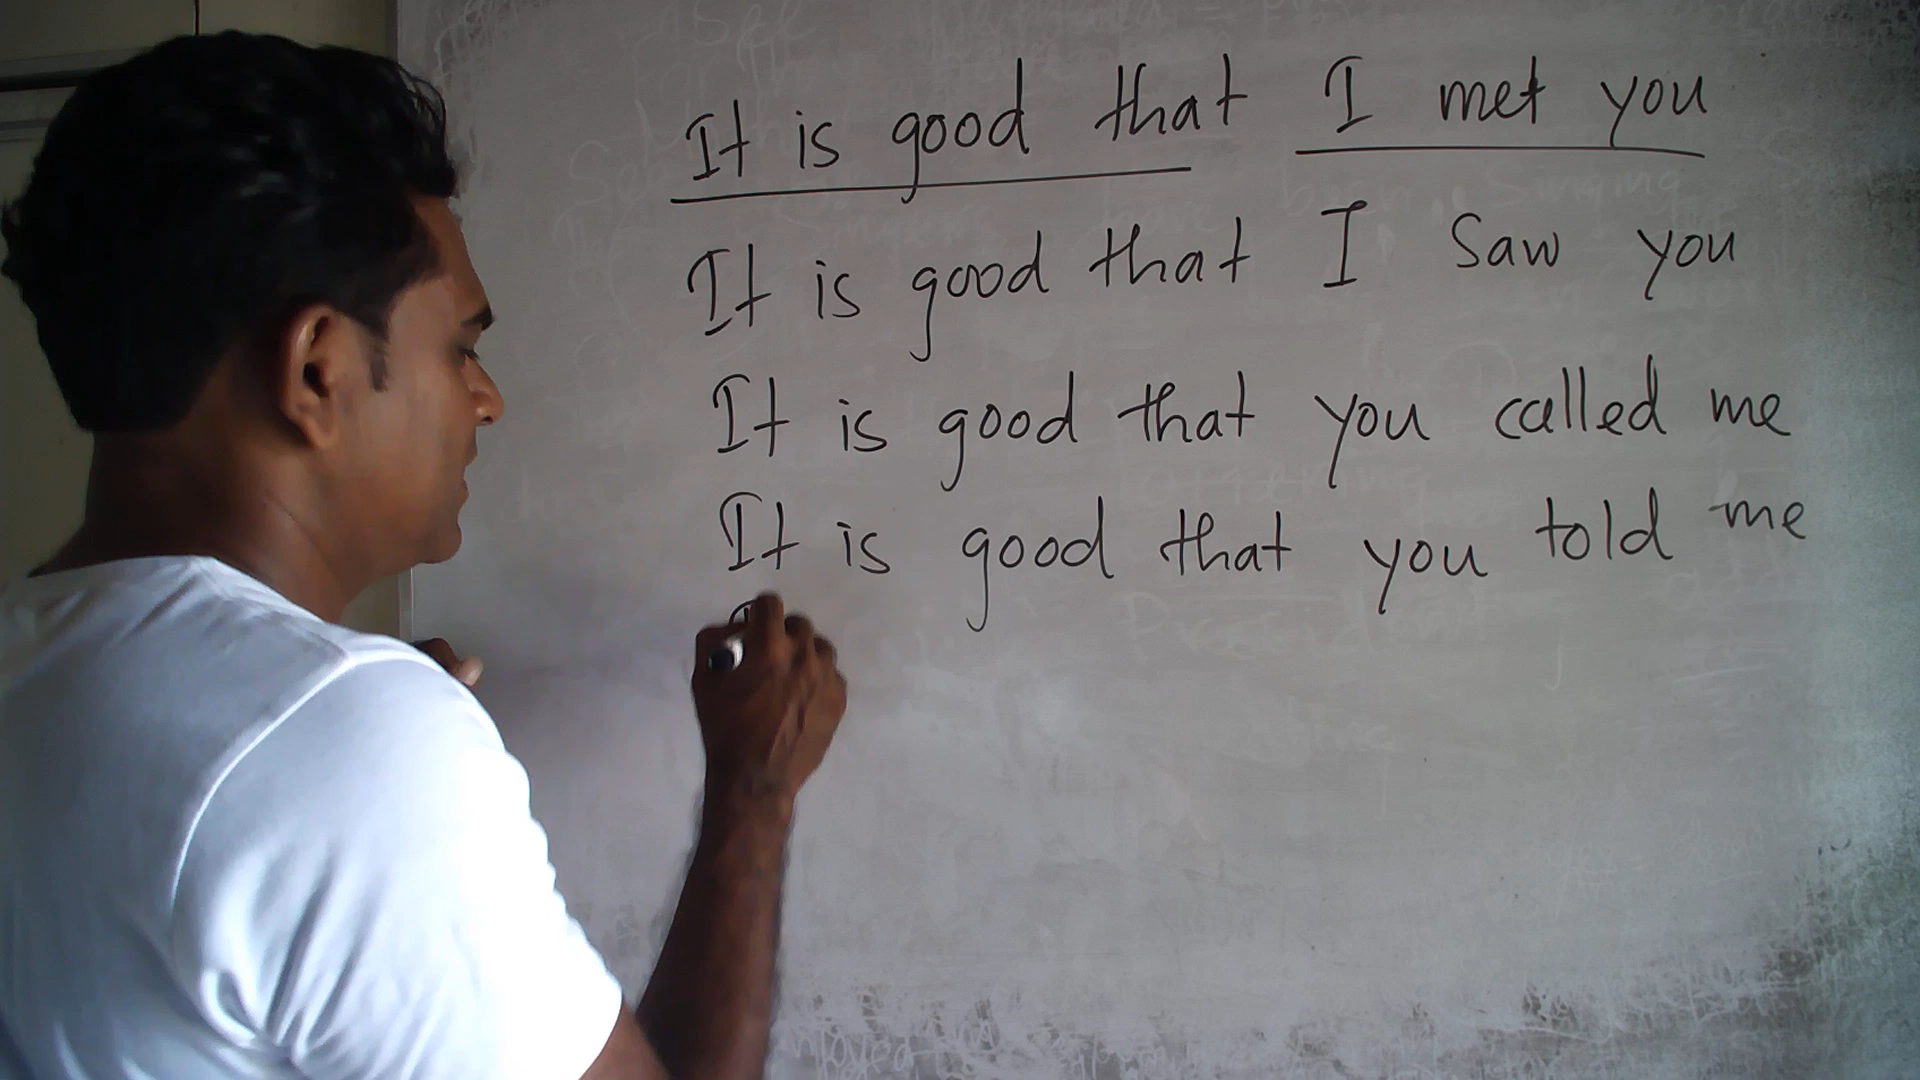 It is good that I met you
It is good that I saw you
It is good that you called me
It is good that you told me